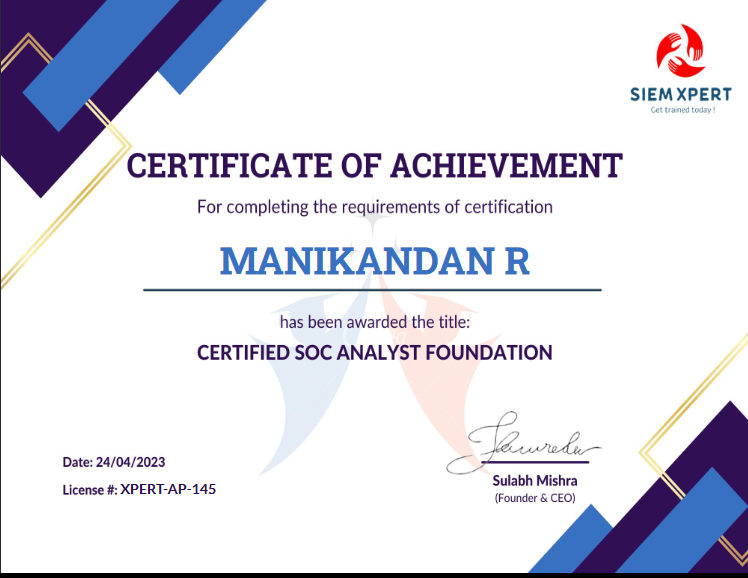 SIEM XPERT
Get trained today !
CERTIFICATE OF ACHIEVEMENT
For completing the requirements of certification
MANIKANDAN R
has been awarded the title:
CERTIFIED SOC ANALYST FOUNDATION
Date: 24/04/2023
License #: XPERT-AP-145
Sulabh Mishra
(Founder & CEO)